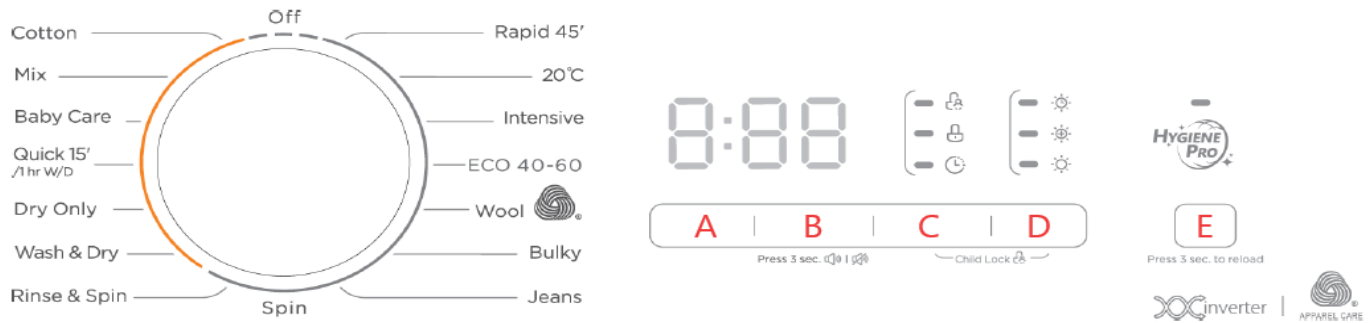 Off
Cotton
Rapid 45′
Mix
20℃
Baby Care
Intensive
Quick 15′
/1 hr W/D
ECO 40-60
Dry Only
Wool ®
Wash & Dry
Bulky
Rinse & Spin
Jeans
Spin
8:88
HYGIENE
PRO
A | B | C | D
E
Press 3 sec. |
Child Lock
Press 3 sec. to reload
inverter |
®
APPAREL CARE